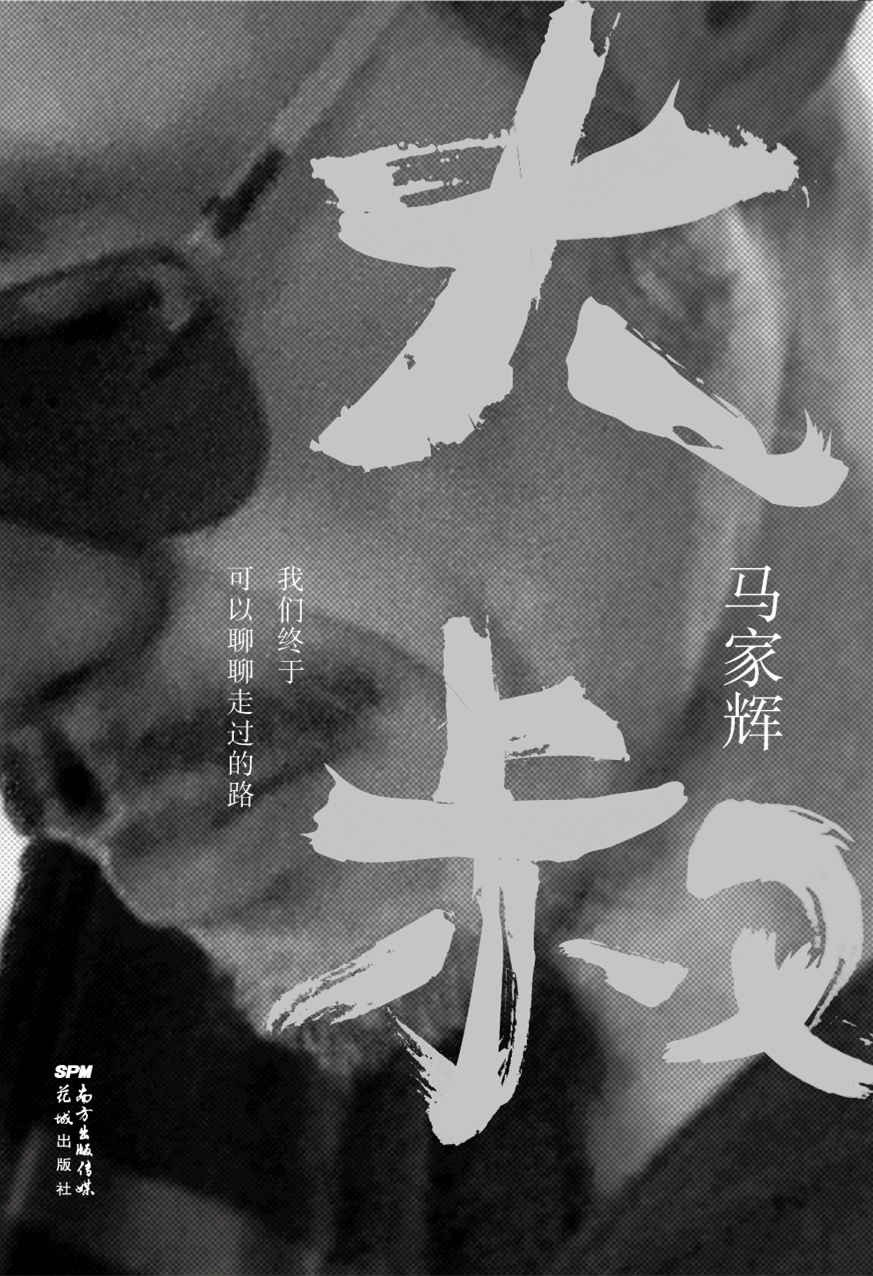 大叔
马家辉
我们终于
可以聊聊走过的路
SPM
南方出版传媒
花城出版社